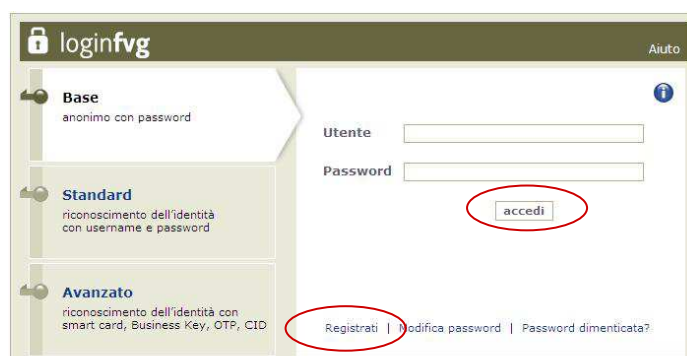 loginfvg
Aiuto
Base
anonimo con password
Standard
riconoscimento dell'identità
con username e password
Avanzato
riconoscimento dell'identità con
smart card, Business Key, OTP, CID
Utente
Password
accedi
Registrati | Modifica password | Password dimenticata?